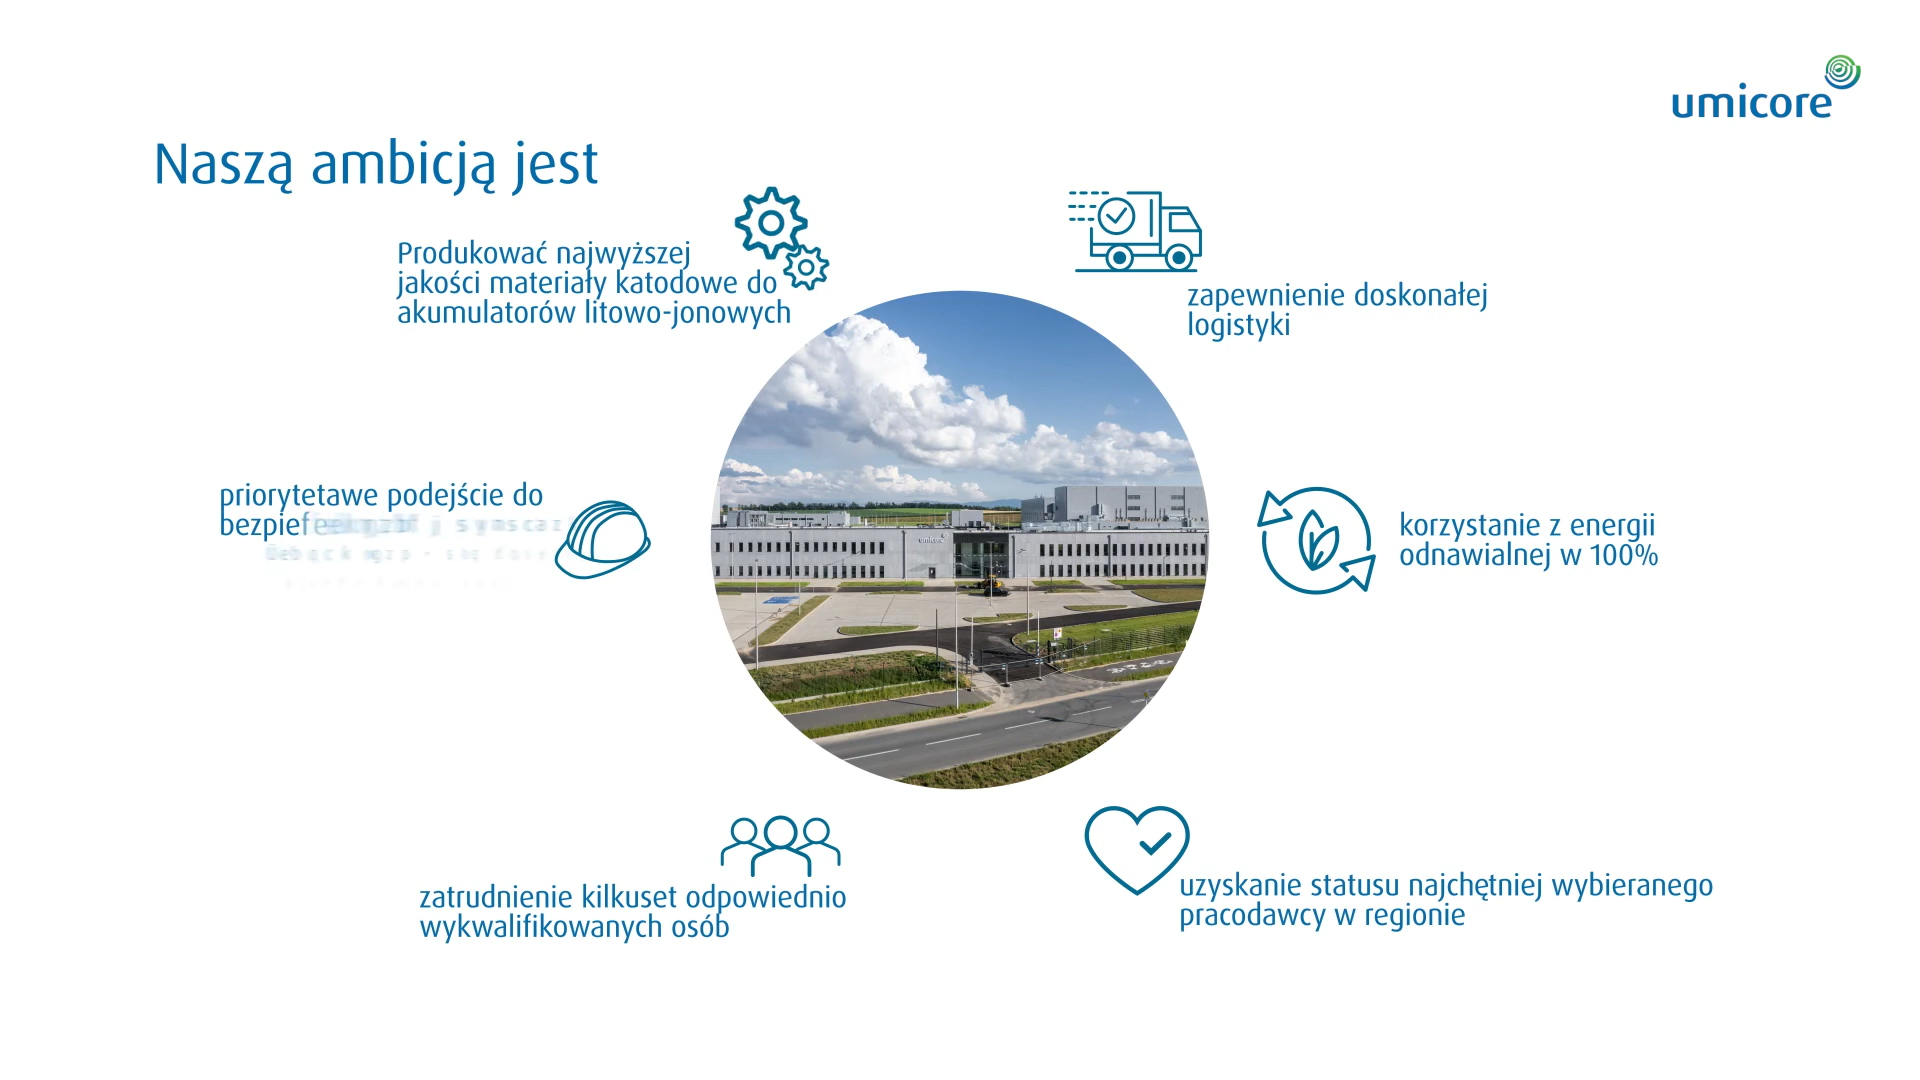 umicore
Naszą ambicją jest
Produkować najwyższej
jakości materiały katodowe do
akumulatorów litowo-jonowych
zapewnienie doskonałej
logistyki
priorytetawe podejście do
korzystanie z energii
odnawialnej w 100%
umicore
zatrudnienie kilkuset odpowiednio
wykwalifikowanych osób
uzyskanie statusu najchętniej wybieranego
pracodawcy w regionie